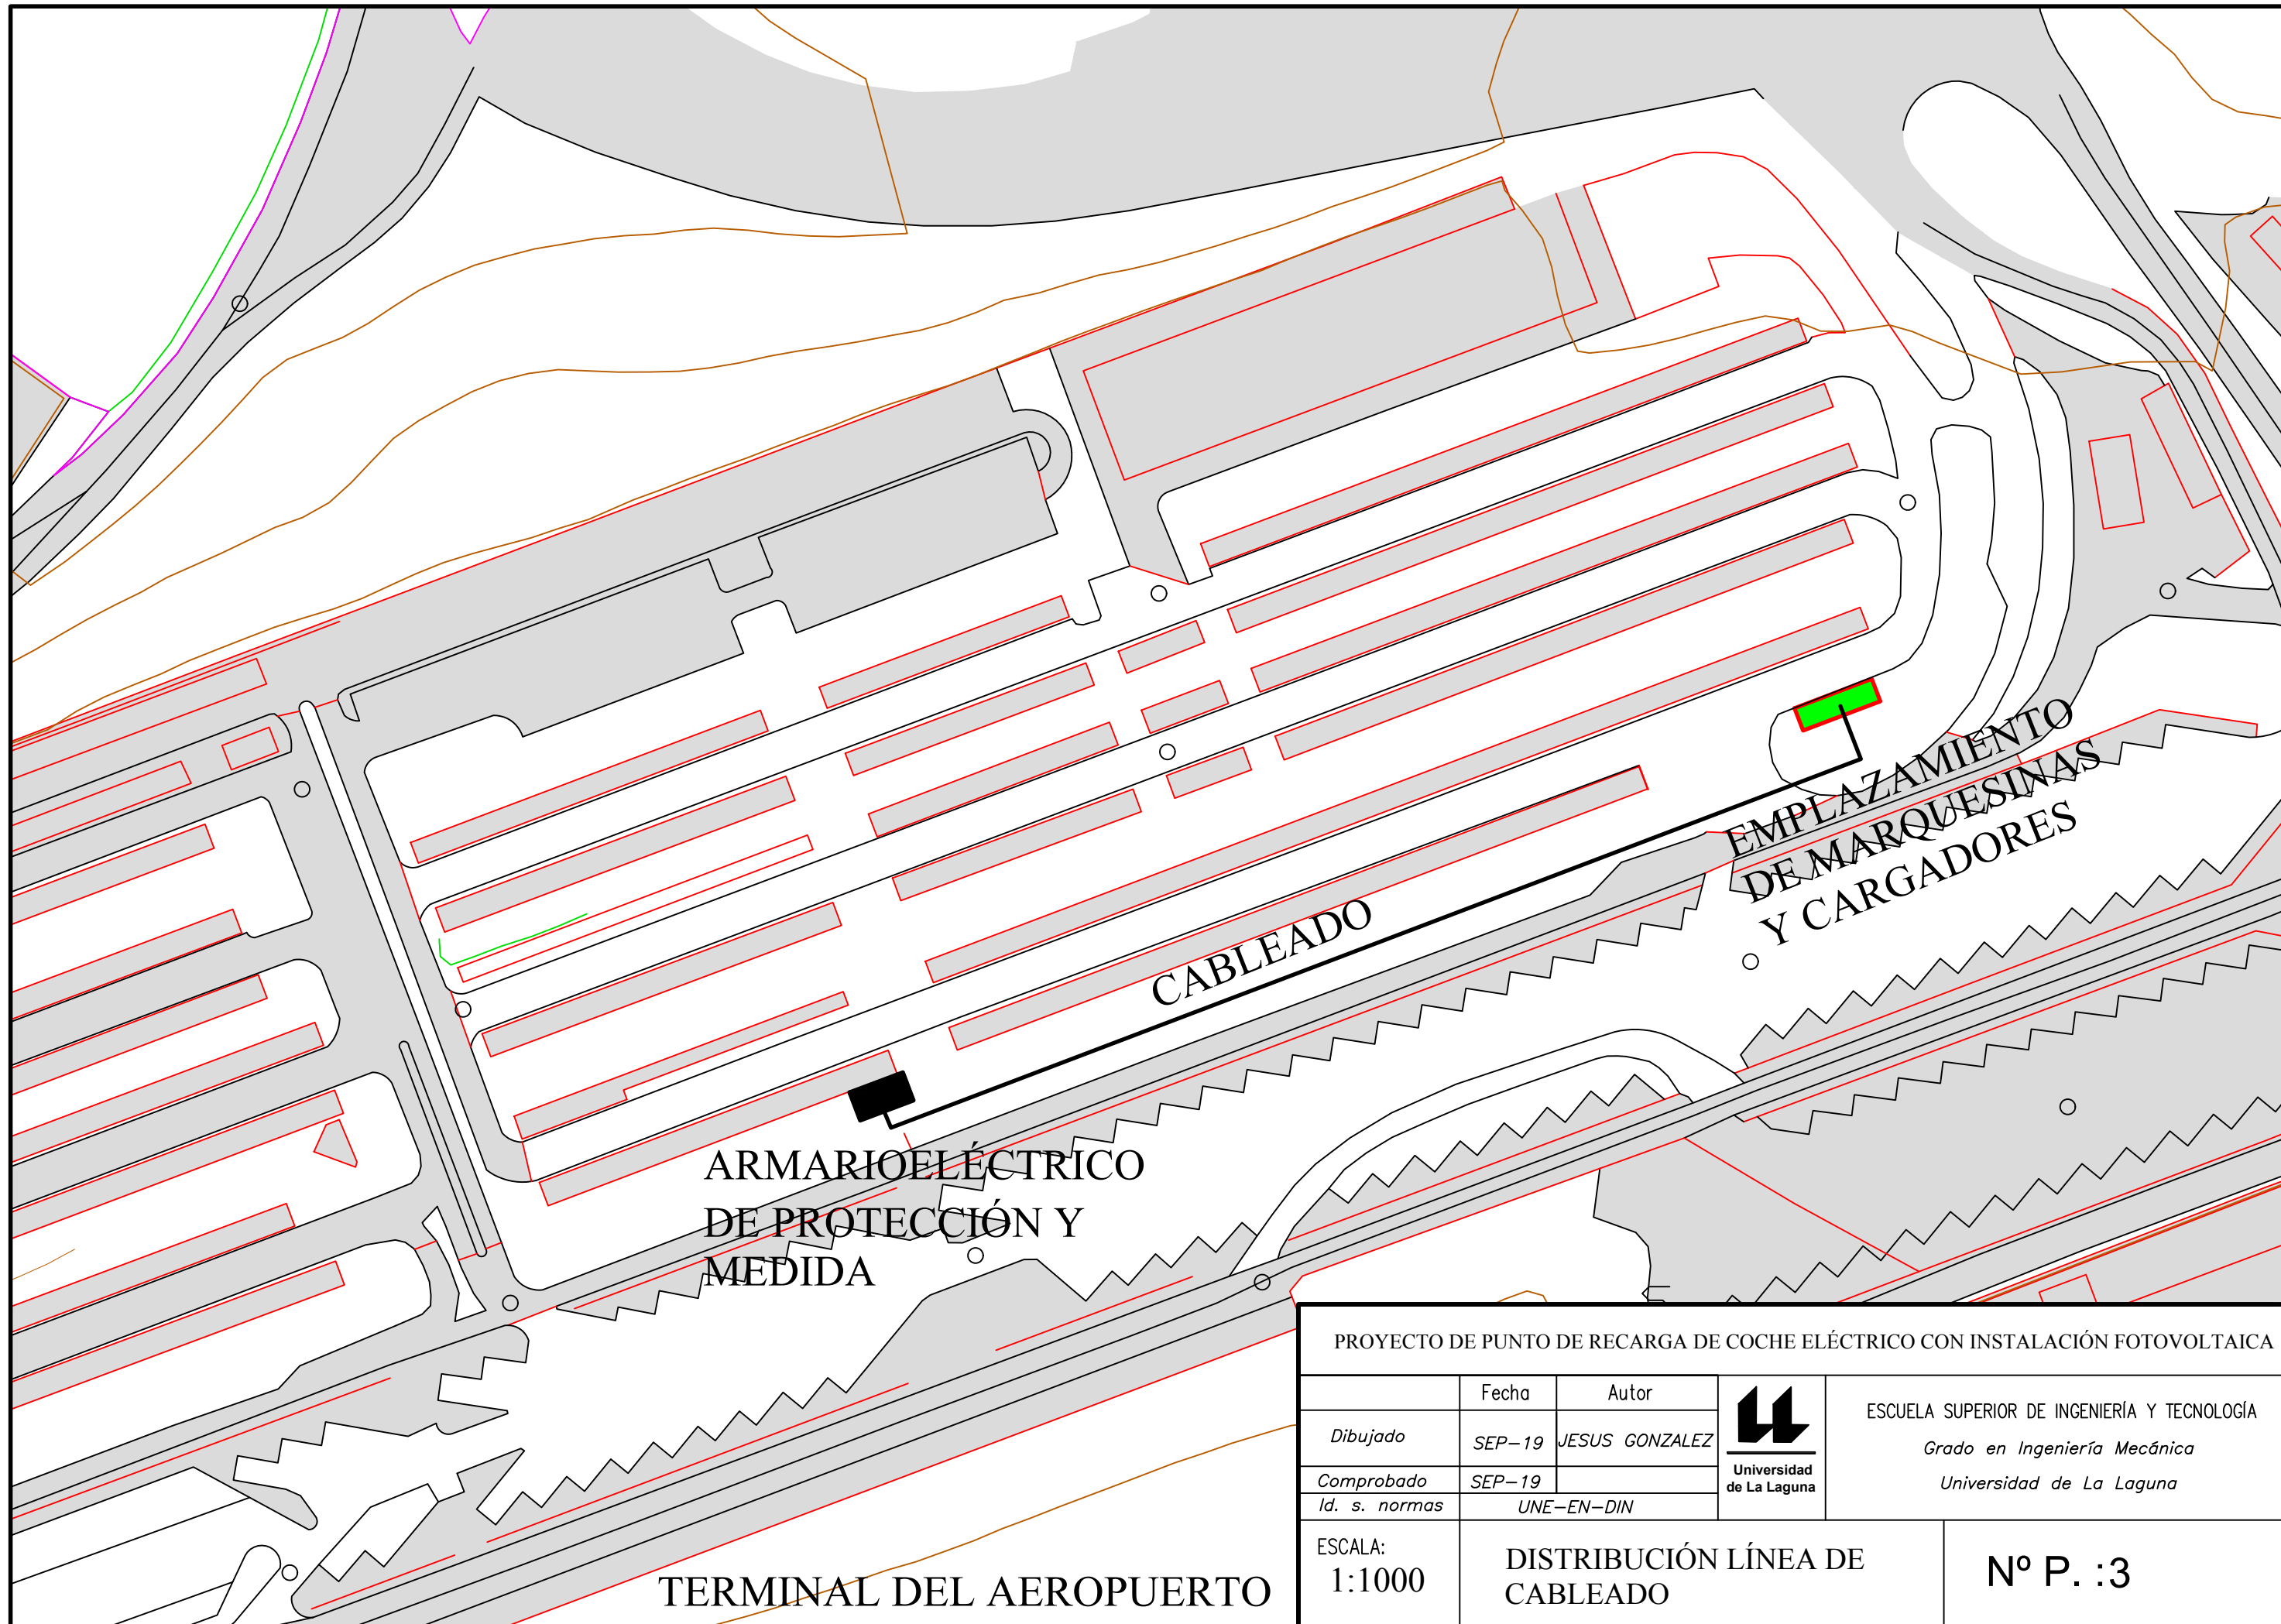 EMPLAZAMIENTO
DE MARQUESINAS
Y CARGADORES
CABLEADO
ARMARIOELÉCTRICO
DE PROTECCIÓN Y
MEDIDA
TERMINAL DEL AEROPUERTO
PROYECTO DE PUNTO DE RECARGA DE COCHE ELÉCTRICO CON INSTALACIÓN FOTOVOLTAICA
Fecha Autor
Dibujado SEP-19 JESUS GONZALEZ
Comprobado SEP-19
Id. s. normas UNE-EN-DIN
Universidad
de La Laguna
ESCUELA SUPERIOR DE INGENIERÍA Y TECNOLOGÍA
Grado en Ingeniería Mecánica
Universidad de La Laguna
ESCALA:
1:1000
DISTRIBUCIÓN LÍNEA DE
CABLEADO
Nº P. :3